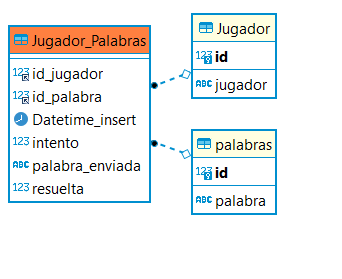 Jugador_Palabras
123 id_jugador
123 id_palabra
Datetime_insert
123 intento
ABC palabra_enviada
123 resuelta
Jugador
123 id
ABC jugador
palabras
123 id
ABC palabra